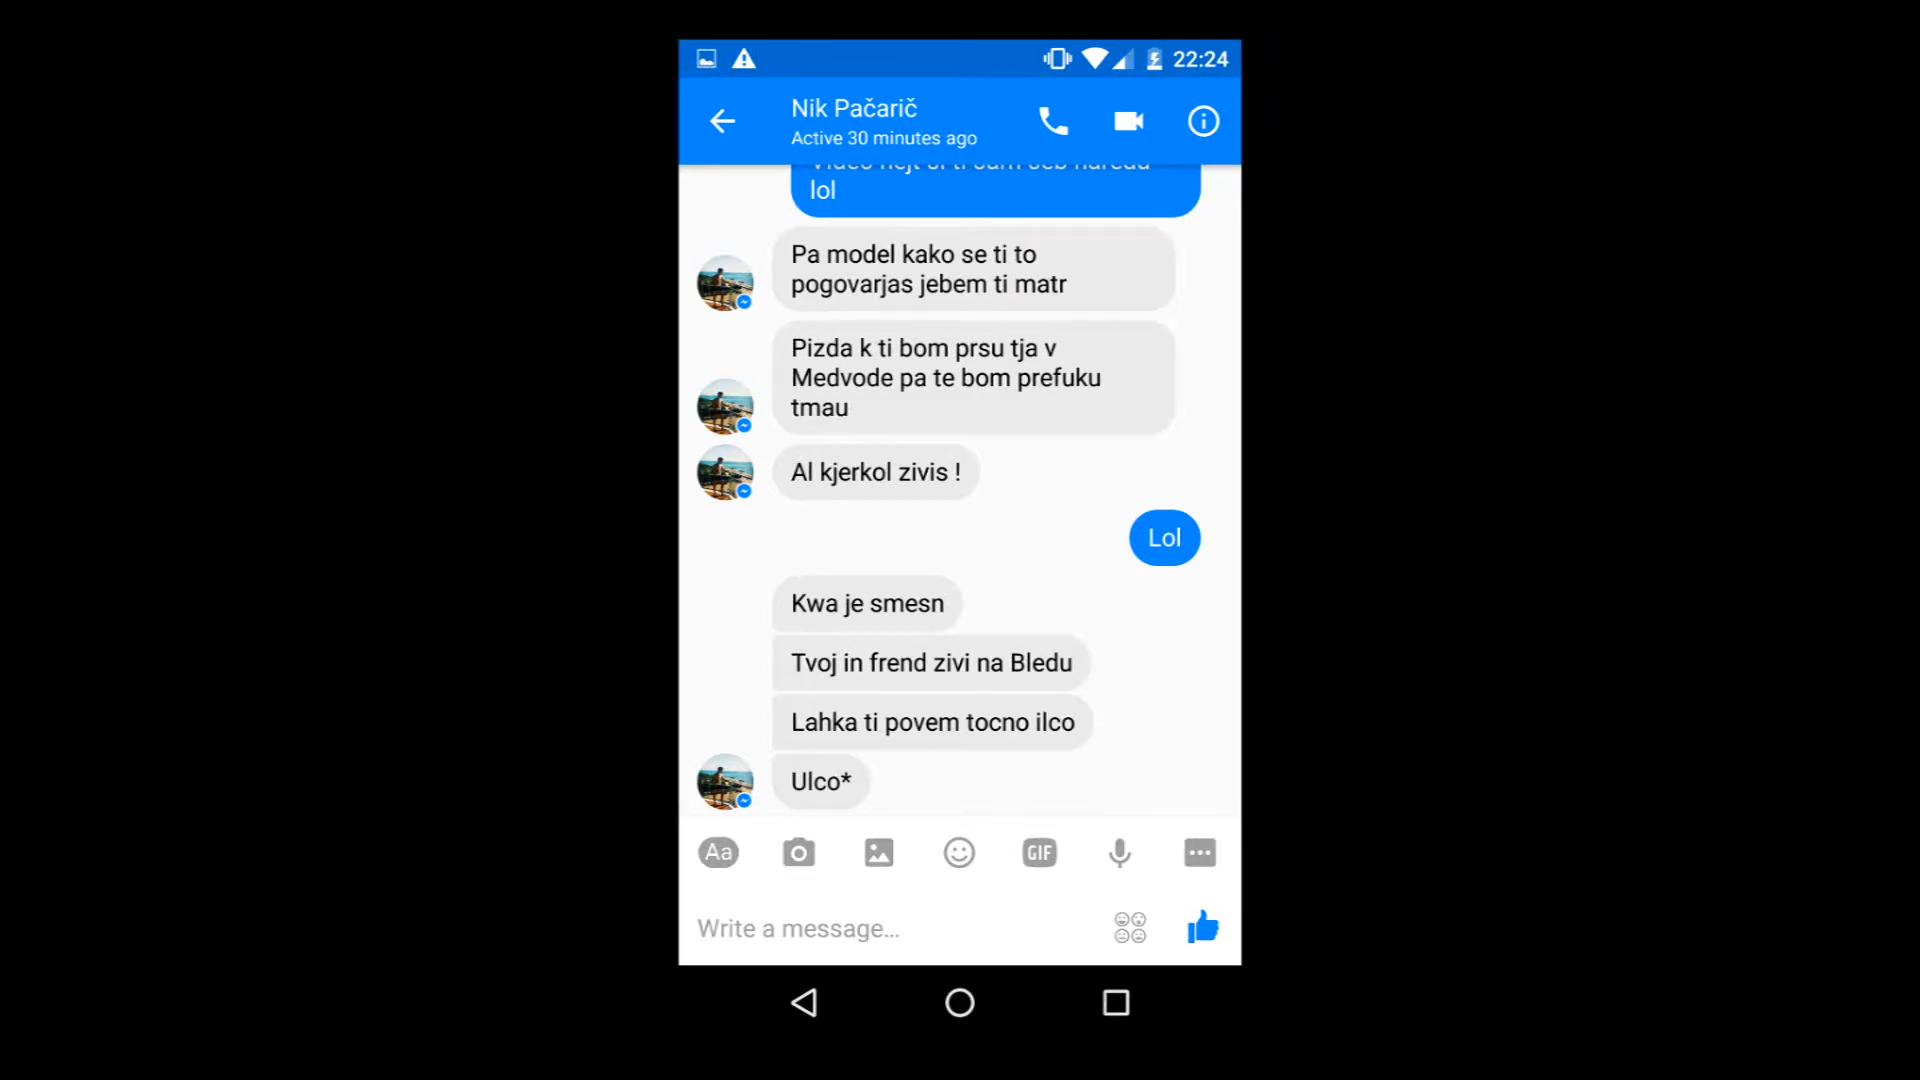 22:24
Nik Pačarič
Active 30 minutes ago
lol
Pa model kako se ti to
pogovarjas jebem ti matr
Pizda k ti bom prsu tja v
Medvode pa te bom prefuku
tmau
Al kjerkol zivis !
Lol
Kwa je smesn
Tvoj in frend zivi na Bledu
Lahka ti povem tocno ilco
Ulco*
Aa
GIF
Write a message...